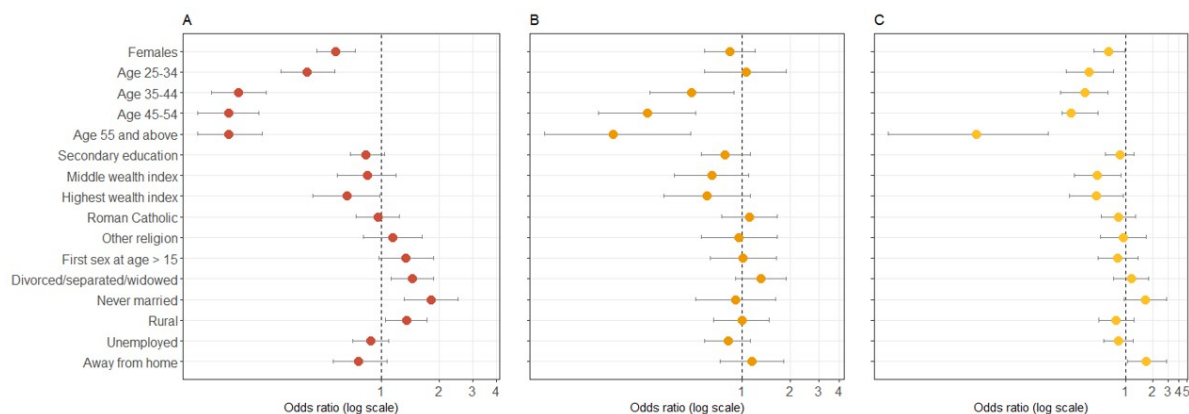 A
B
C
Females
Age 25-34
Age 35-44
Age 45-54
Age 55 and above
Secondary education
Middle wealth index
Highest wealth index
Roman Catholic
Other religion
First sex at age > 15
Divorced/separated/widowed
Never married
Rural
Unemployed
Away from home
1 2 3 4
1 2 3 4
1 2 3 4 5
Odds ratio (log scale)
Odds ratio (log scale)
Odds ratio (log scale)